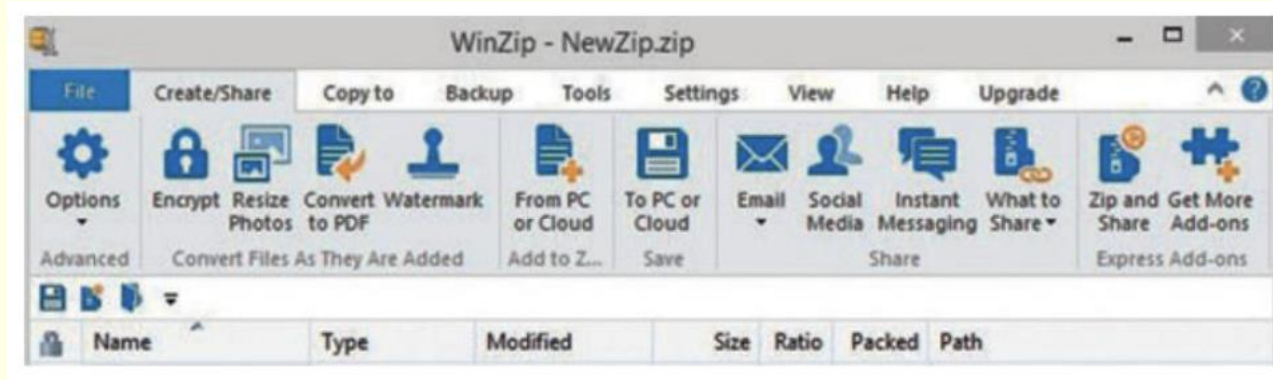 WinZip - NewZip.zip
File Create/Share Copy to Backup Tools Settings View Help Upgrade
Options Encrypt Resize Convert Watermark From PC To PC or Email Social Instant What to Zip and Get More
Photos to PDF or Cloud Cloud Media Messaging Share Share Add-ons
Advanced Convert Files As They Are Added Add to Z... Save Share Express Add-ons
Name Type Modified Size Ratio Packed Path